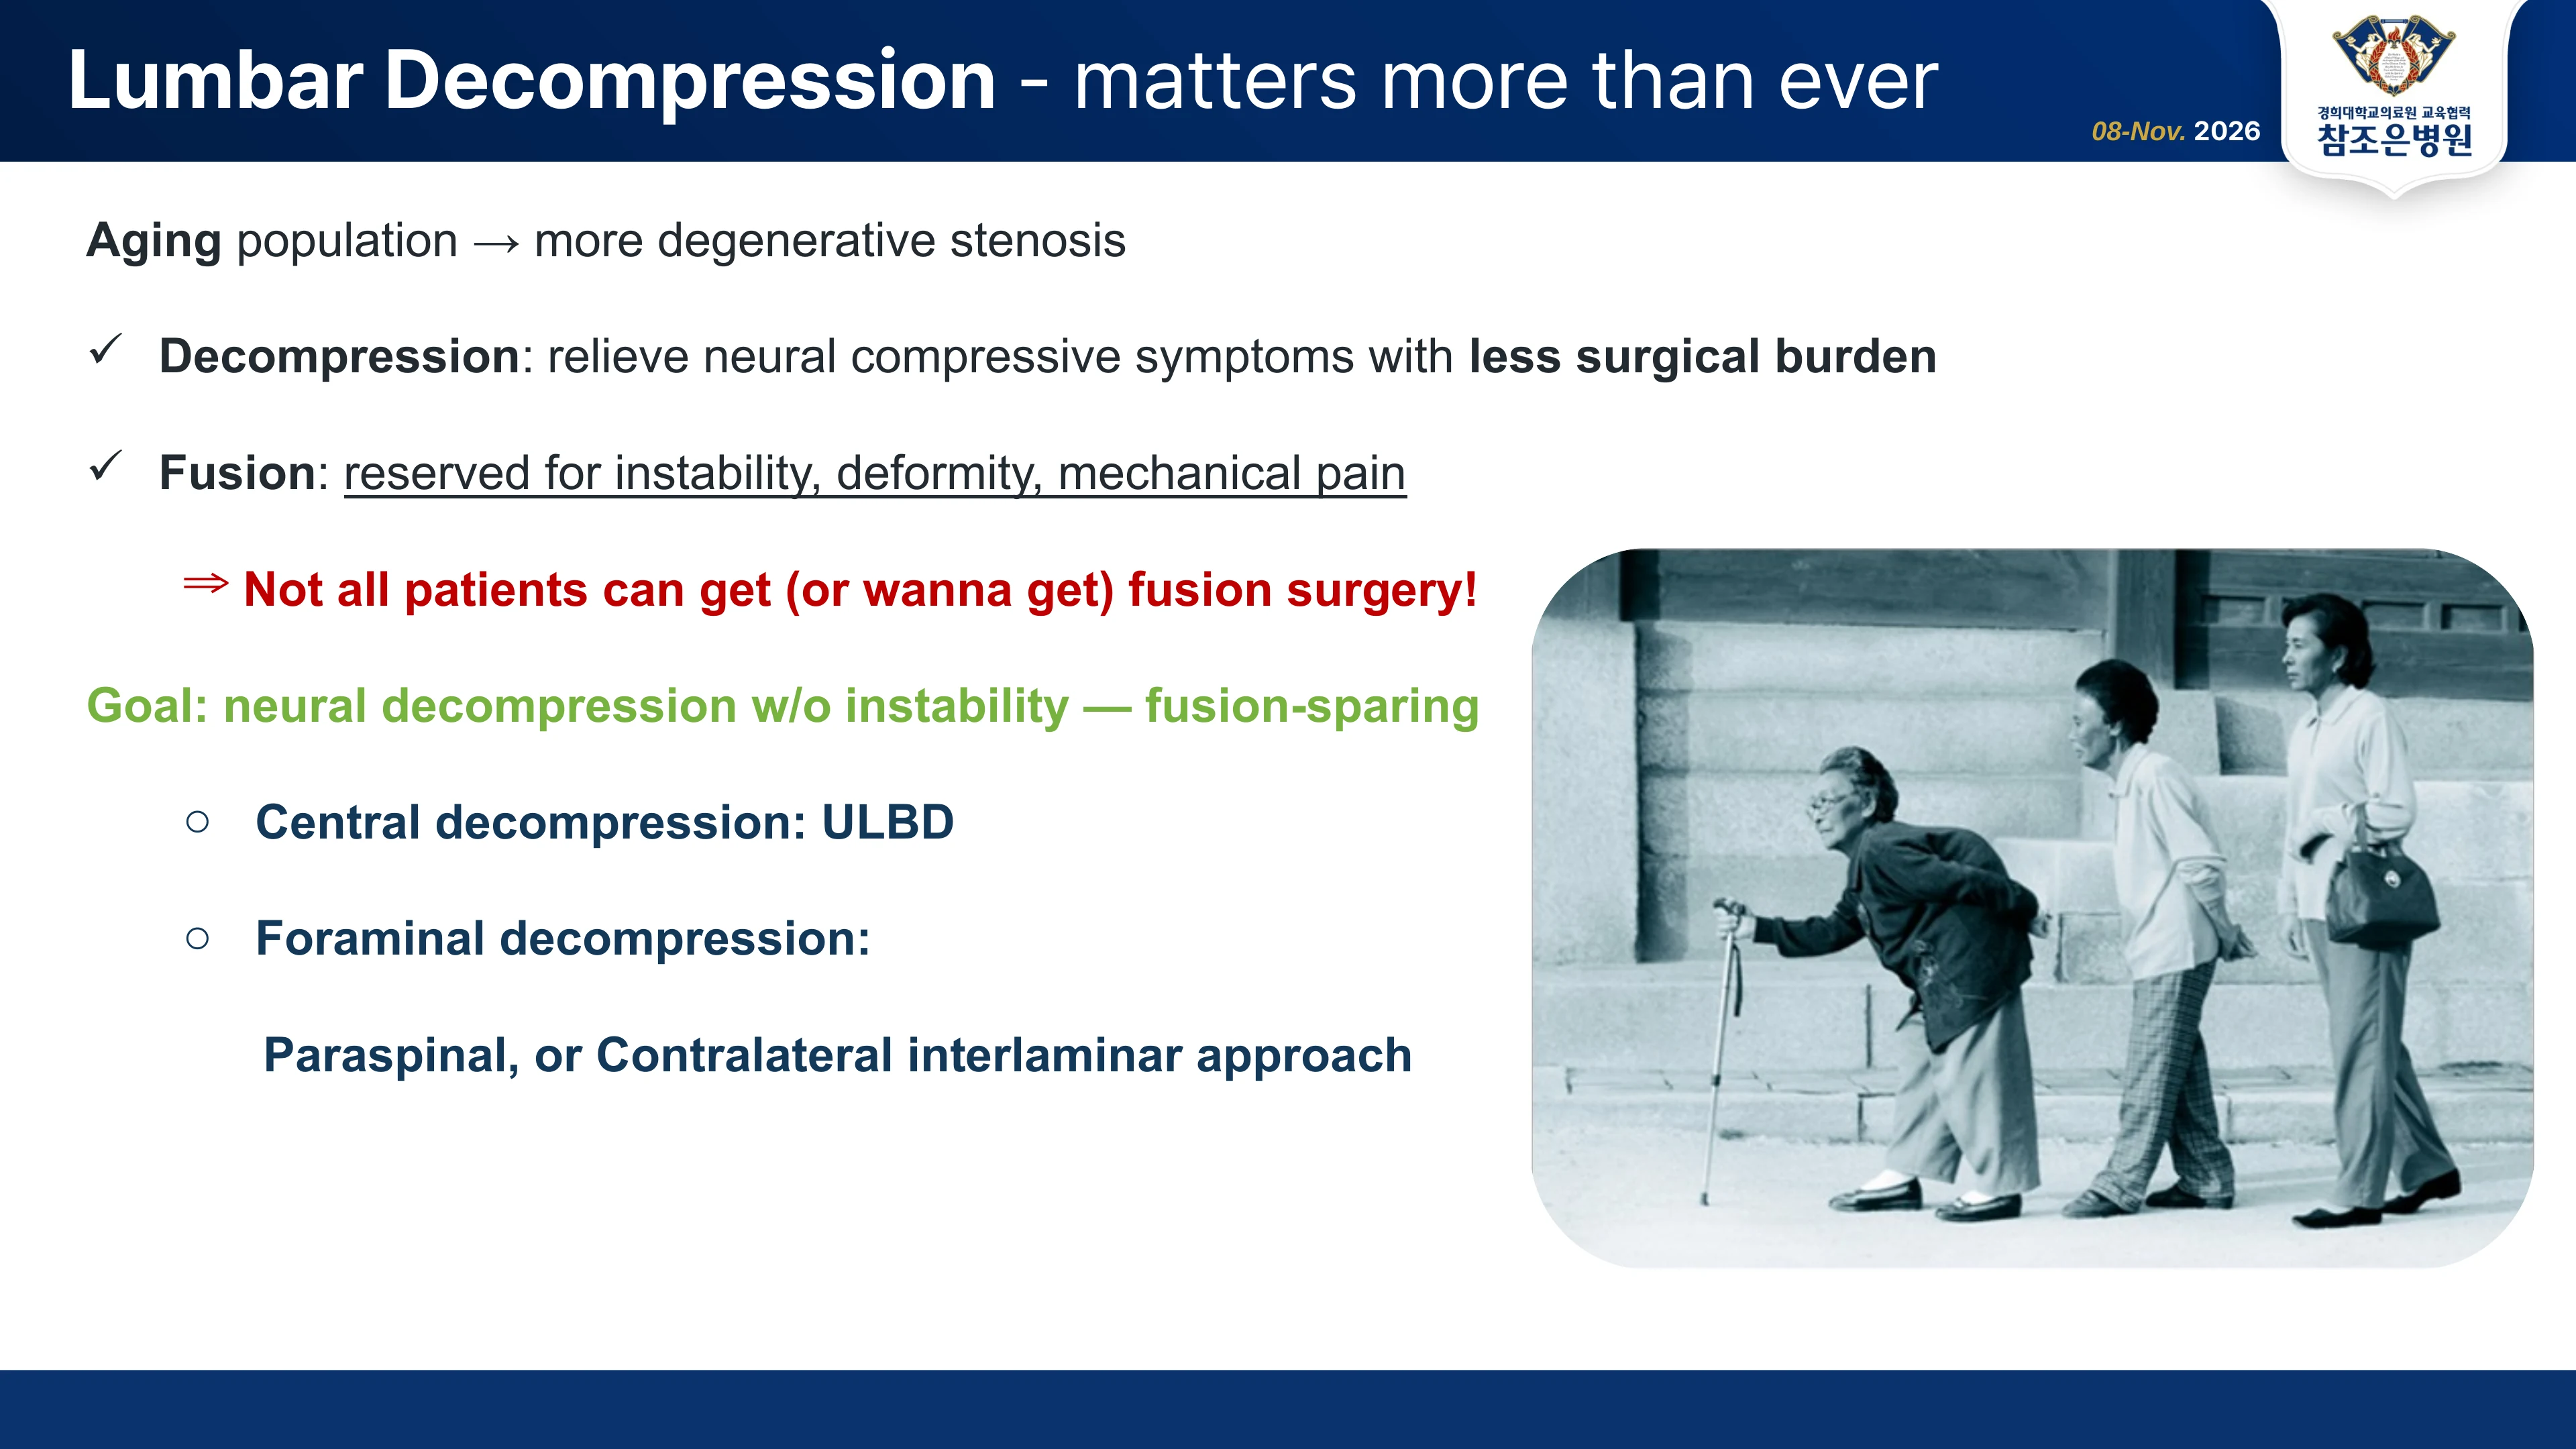 Lumbar Decompression - matters more than ever
08-Nov. 2026
경희대학교의료원 교육협력
참조은병원
Aging population → more degenerative stenosis
✓ Decompression: relieve neural compressive symptoms with less surgical burden
✓ Fusion: reserved for instability, deformity, mechanical pain
⇒ Not all patients can get (or wanna get) fusion surgery!
Goal: neural decompression w/o instability — fusion-sparing
○ Central decompression: ULBD
○ Foraminal decompression:
Paraspinal, or Contralateral interlaminar approach